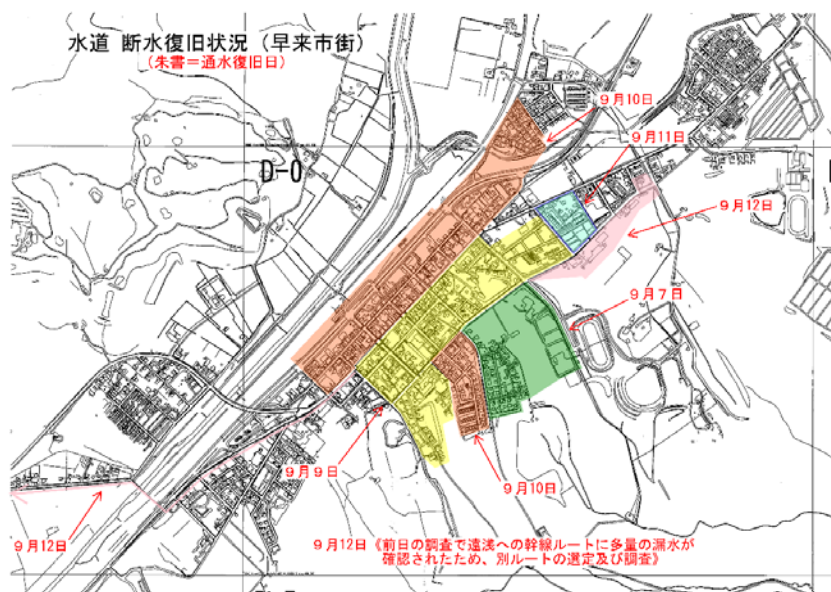 水道 断水復旧状況（早来市街）
（朱書＝通水復旧日）
9月10日
9月11日
D-0
9月12日
9月7日
9月9日
9月10日
9月12日
9月12日《前日の調査で遠浅への幹線ルートに多量の漏水が
確認されたため、別ルートの選定及び調査》